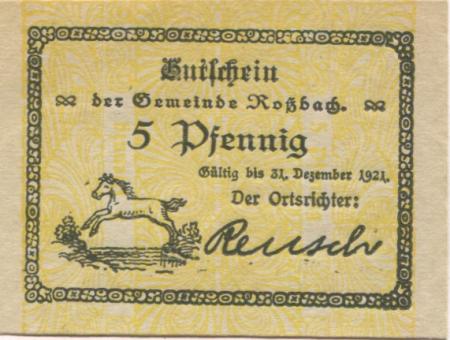 Gutschein
der Gemeinde Roßbach.
5 Pfennig
Gültig bis 31. Dezember 1921.
Der Ortsrichter: